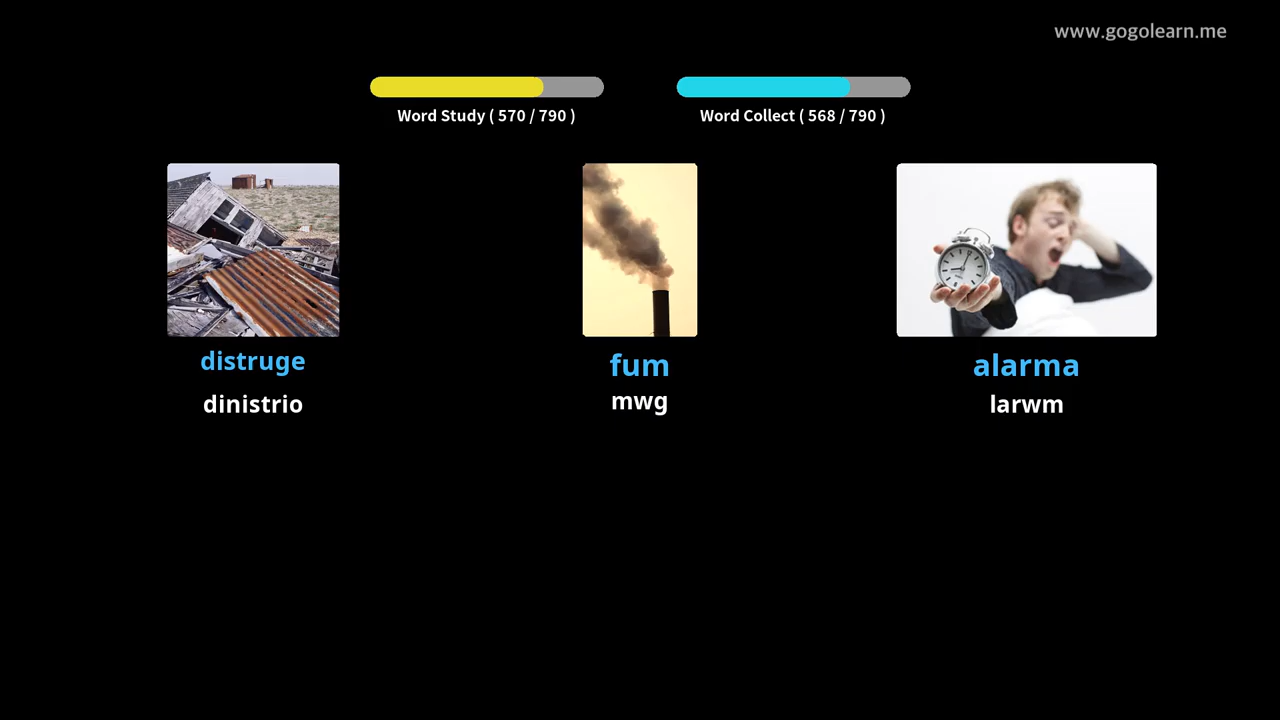 www.gogolearn.me
Word Study ( 570 / 790 )
Word Collect ( 568 / 790 )
distruge
dinistrio
fum
mwg
alarma
larwm